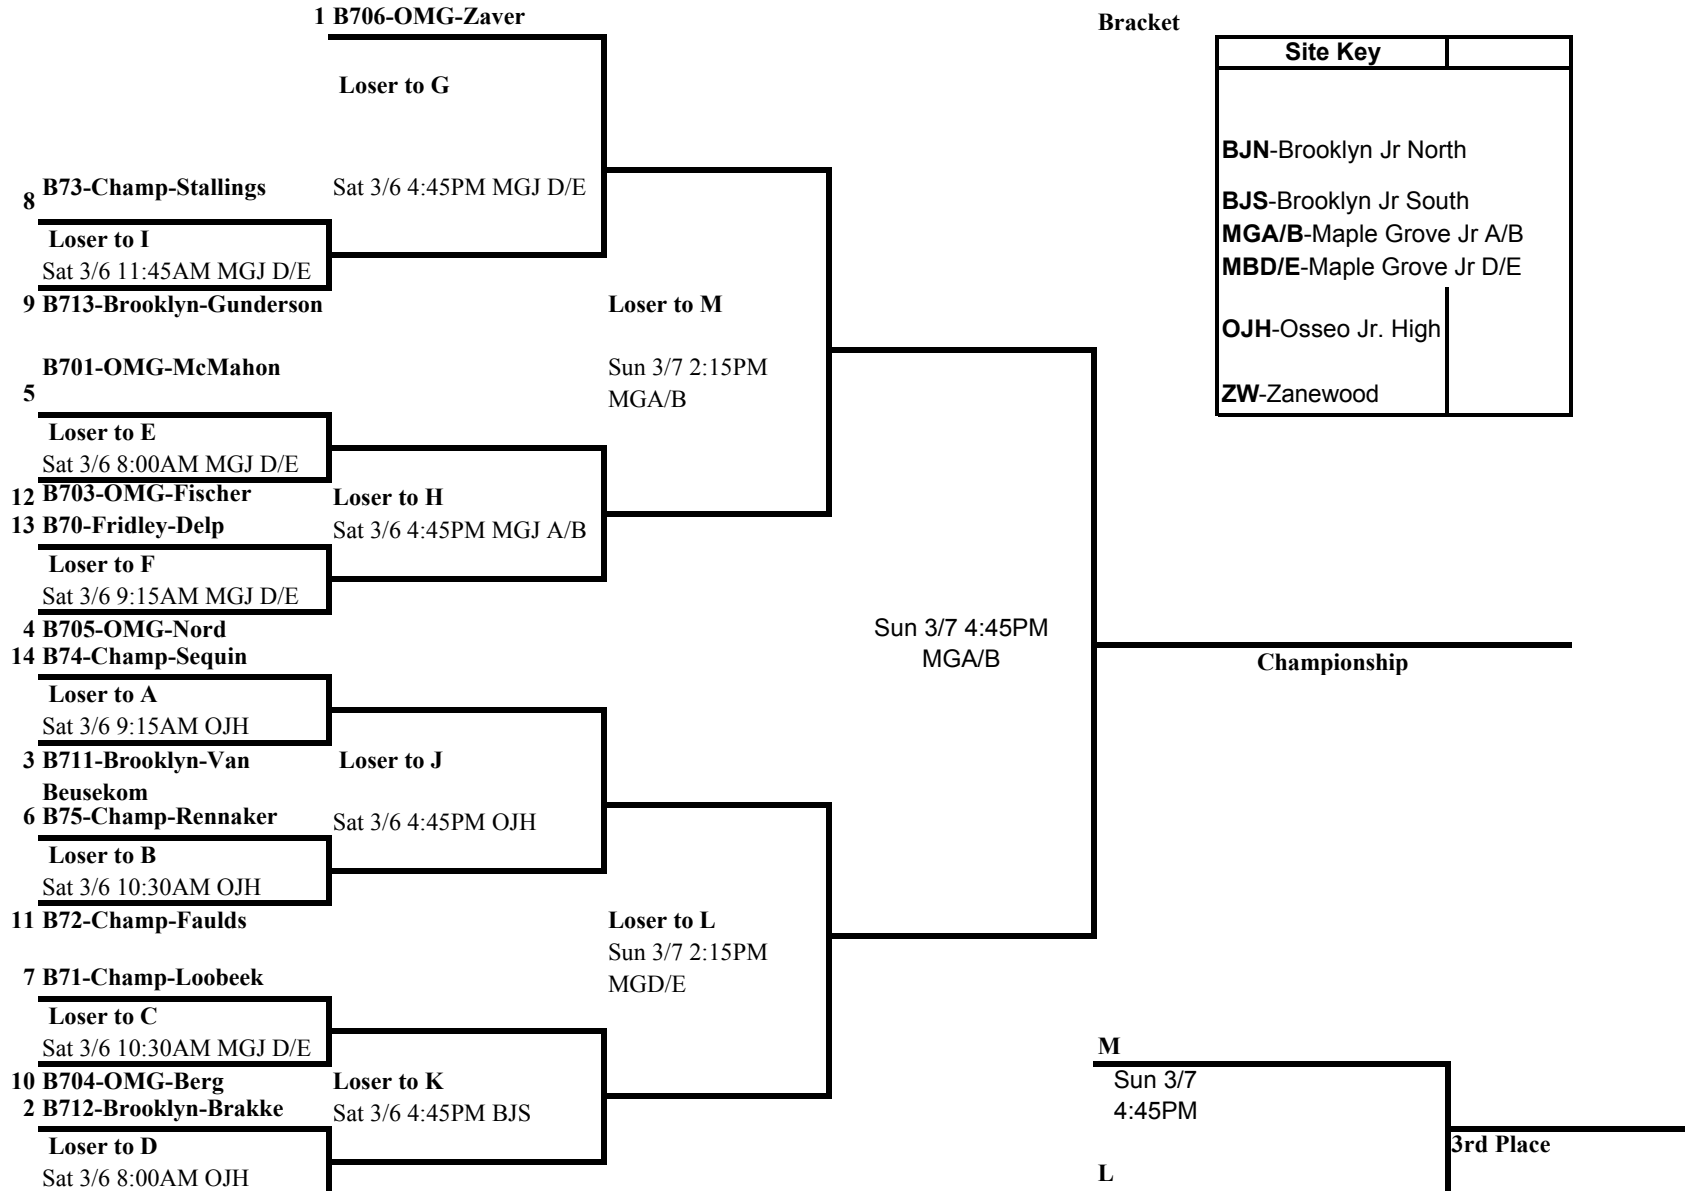 1 B706-OMG-Zaver
Bracket
Site Key
Loser to G
BJN-Brooklyn Jr North
8 B73-Champ-Stallings
Sat 3/6 4:45PM MGJ D/E
BJS-Brooklyn Jr South
Loser to I
MGA/B-Maple Grove Jr A/B
Sat 3/6 11:45AM MGJ D/E
MBD/E-Maple Grove Jr D/E
9 B713-Brooklyn-Gunderson
Loser to M
OJH-Osseo Jr. High
B701-OMG-McMahon
Sun 3/7 2:15PM
5
MGA/B
ZW-Zanewood
Loser to E
Sat 3/6 8:00AM MGJ D/E
12 B703-OMG-Fischer
Loser to H
13 B70-Fridley-Delp
Sat 3/6 4:45PM MGJ A/B
Loser to F
Sat 3/6 9:15AM MGJ D/E
4 B705-OMG-Nord
Sun 3/7 4:45PM
14 B74-Champ-Sequin
MGA/B
Championship
Loser to A
Sat 3/6 9:15AM OJH
3 B711-Brooklyn-Van
Beusekom
Loser to J
6 B75-Champ-Rennaker
Sat 3/6 4:45PM OJH
Loser to B
Sat 3/6 10:30AM OJH
11 B72-Champ-Faulds
Loser to L
Sun 3/7 2:15PM
7 B71-Champ-Loobeek
MGD/E
Loser to C
Sat 3/6 10:30AM MGJ D/E
M
10 B704-OMG-Berg
Loser to K
Sun 3/7
2 B712-Brooklyn-Brakke
Sat 3/6 4:45PM BJS
4:45PM
Loser to D
3rd Place
Sat 3/6 8:00AM OJH
L